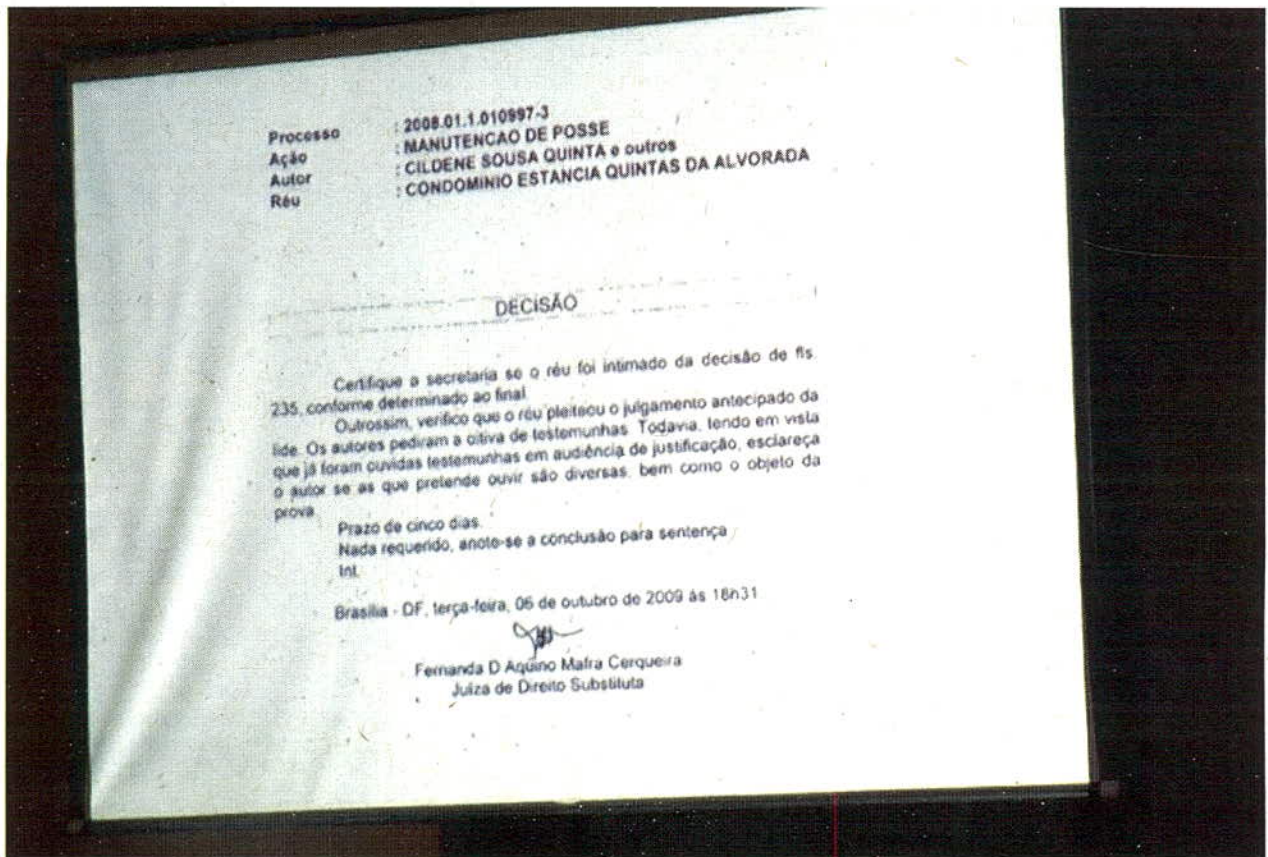 Processo : 2008.01.1.010997-3
Ação : MANUTENCAO DE POSSE
Autor : CILDENE SOUSA QUINTA e outros
Réu : CONDOMINIO ESTANCIA QUINTAS DA ALVORADA
DECISÃO
Certifique a secretaria se o réu foi intimado da decisão de fls.
235, conforme determinado ao final.
Outrossim, verifico que o réu pleiteou o julgamento antecipado da
lide. Os autores pediram a oitiva de testemunhas. Todavia, tendo em vista
que já foram ouvidas testemunhas em audiência de justificação, esclareça
o autor se as que pretende ouvir são diversas, bem como o objeto da
prova.
Prazo de cinco dias.
Nada requerido, anote-se a conclusão para sentença.
Int.
Brasília - DF, terça-feira, 06 de outubro de 2009 às 18h31.
Fernanda D Aquino Mafra Cerqueira
Juíza de Direito Substituta